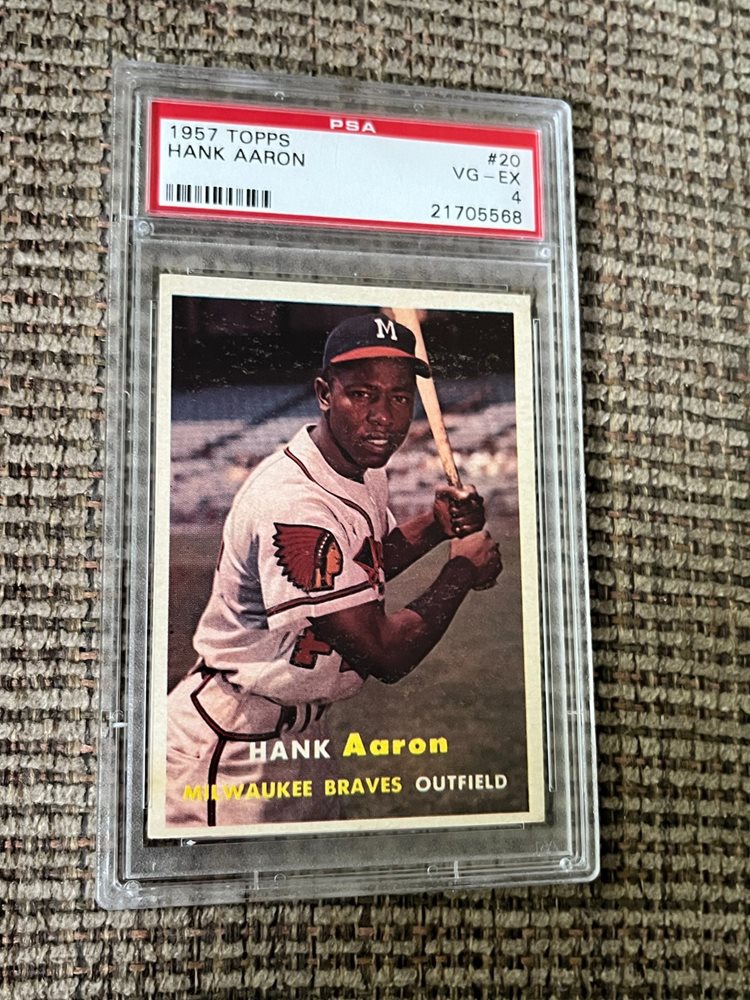 PSA
1957 TOPPS #20
HANK AARON VG-EX
4
21705568
M
HANK Aaron
MILWAUKEE BRAVES OUTFIELD